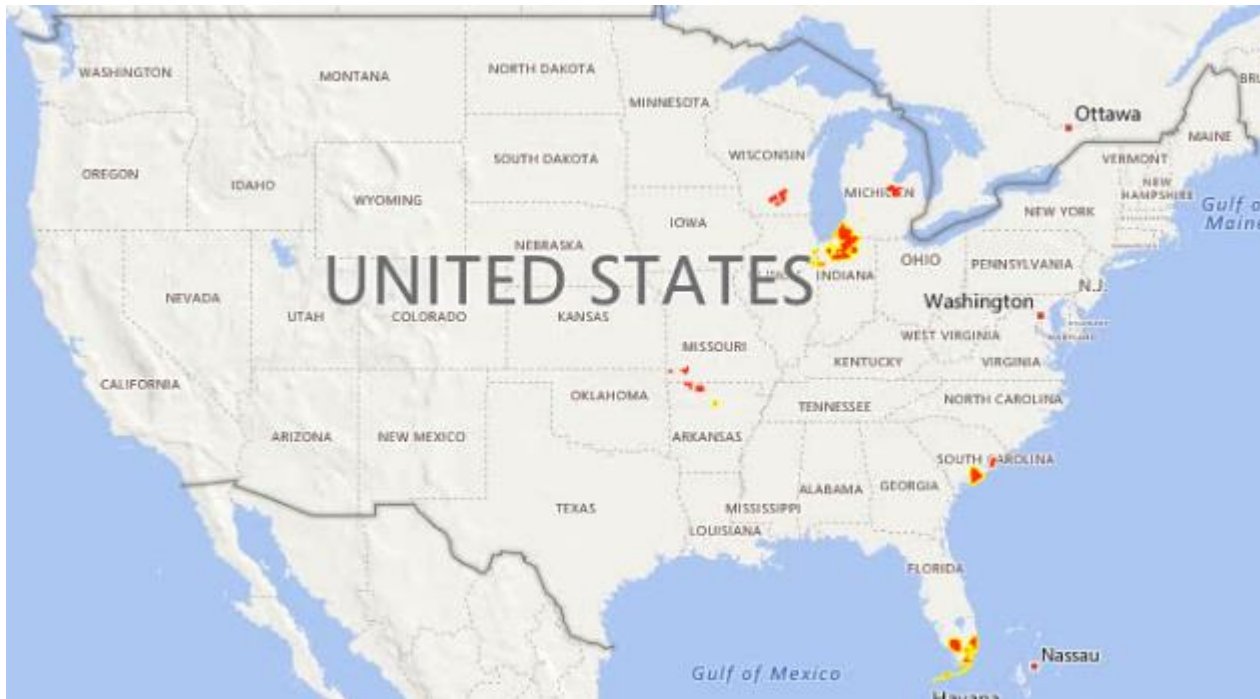 WASHINGTON
MONTANA
NORTH DAKOTA
MINNESOTA
Ottawa
MAINE
OREGON
IDAHO
WYOMING
SOUTH DAKOTA
WISCONSIN
MICHIGEN
VERMONT
NEW
HAMPSHIRE
NEW YORK
Gulf o
Maine
IOWA
NEBRASKA
UNITED STATES
INDIANA
OHIO
PENNSYLVANIA
N.J.
NEVADA
UTAH
COLORADO
KANSAS
MISSOURI
Washington
WEST VIRGINIA
KENTUCKY
VIRGINIA
CALIFORNIA
OKLAHOMA
TENNESSEE
NORTH CAROLINA
ARIZONA
NEW MEXICO
ARKANSAS
SOUTH CAROLINA
TEXAS
MISSISSIPPI
ALABAMA
GEORGIA
LOUISIANA
FLORIDA
Gulf of Mexico
Nassau
Havana